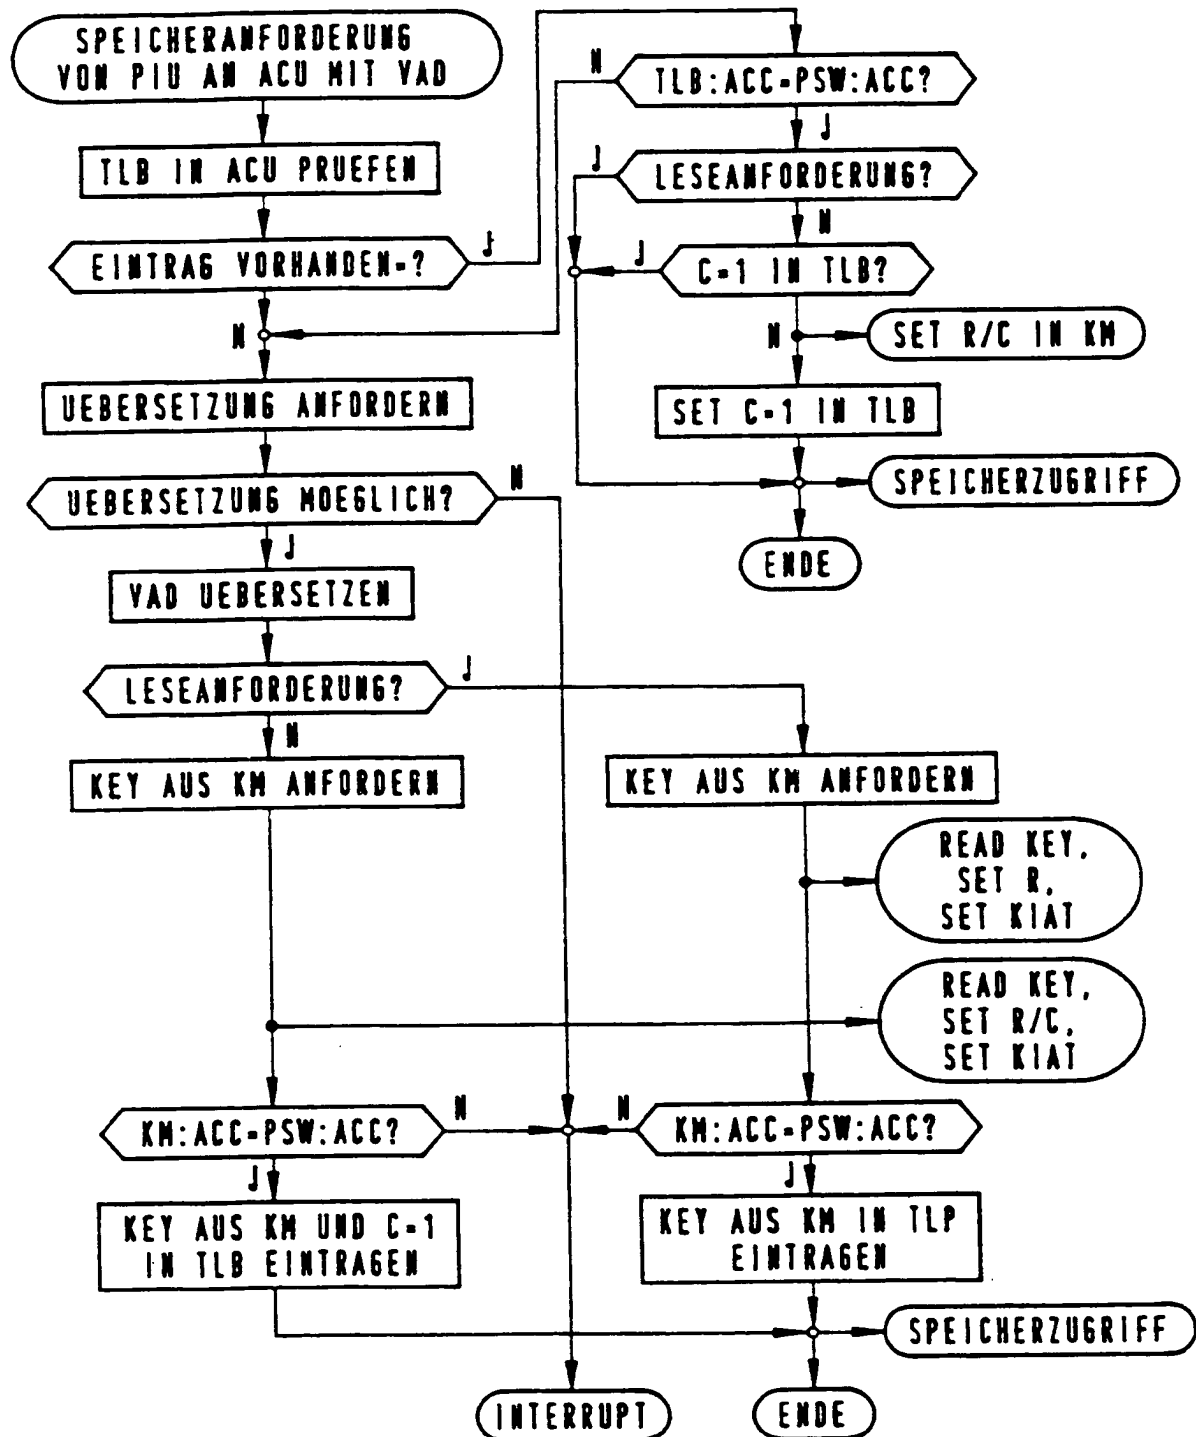 SPEICHERANFORDERUNG
VON PIU AN ACU MIT VAD
TLB IN ACU PRUEFEN
EINTRAG VORHANDEN=?
J
N
UEBERSETZUNG ANFORDERN
UEBERSETZUNG MOEGLICH?
N
J
VAD UEBERSETZEN
LESEANFORDERUNG?
J
N
KEY AUS KM ANFORDERN
KM:ACC=PSW:ACC?
N
J
KEY AUS KM UND C=1
IN TLB EINTRAGEN
N
TLB:ACC=PSW:ACC?
J
J
LESEANFORDERUNG?
N
J
C=1 IN TLB?
N
SET R/C IN KM
SET C=1 IN TLB
SPEICHERZUGRIFF
ENDE
KEY AUS KM ANFORDERN
READ KEY,
SET R,
SET KIAT
READ KEY,
SET R/C,
SET KIAT
N
KM:ACC=PSW:ACC?
J
KEY AUS KM IN TLP
EINTRAGEN
SPEICHERZUGRIFF
INTERRUPT
ENDE